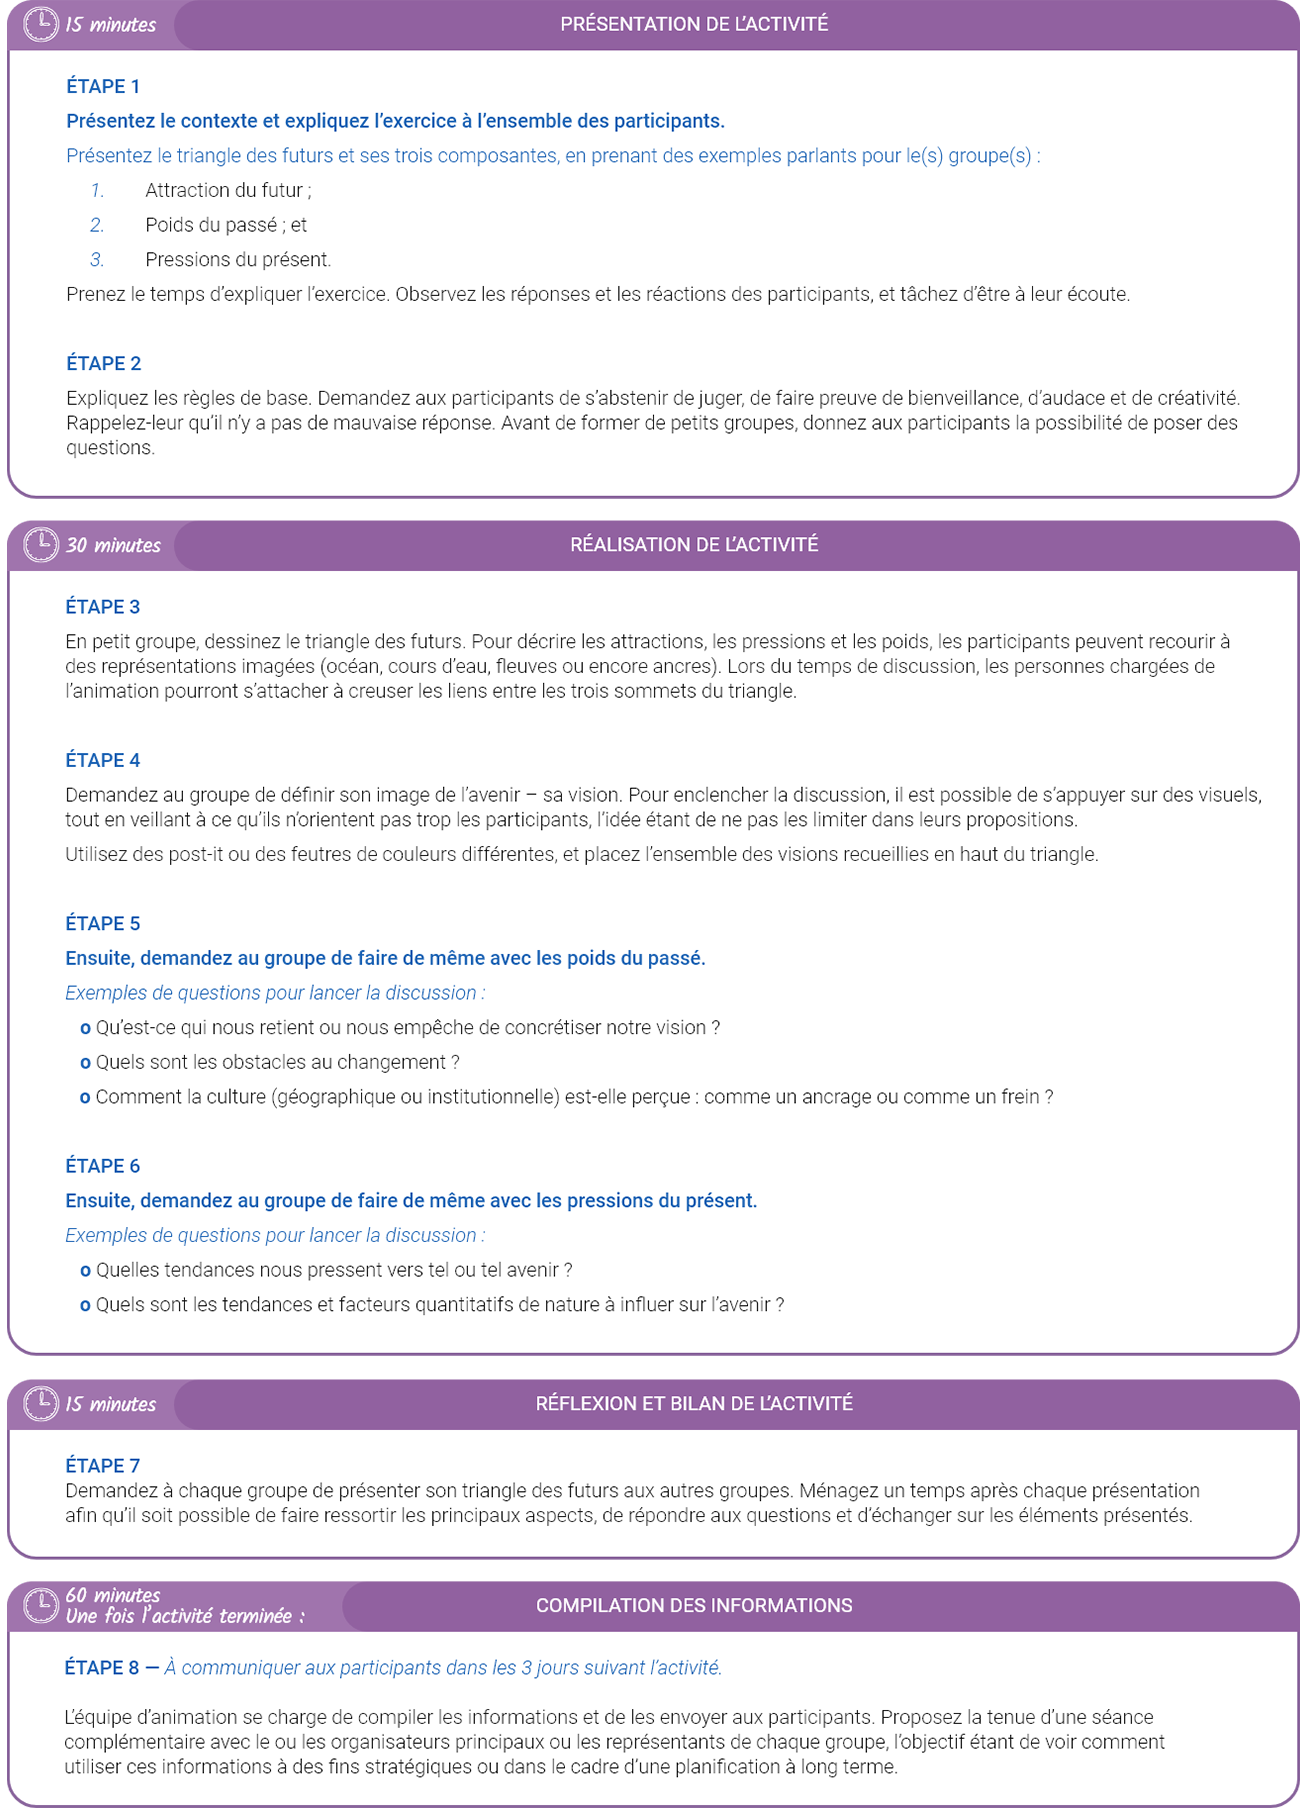 15 minutes
PRÉSENTATION DE L’ACTIVITÉ
ÉTAPE 1
Présentez le contexte et expliquez l’exercice à l’ensemble des participants.
Présentez le triangle des futurs et ses trois composantes, en prenant des exemples parlants pour le(s) groupe(s) :
1. Attraction du futur ;
2. Poids du passé ; et
3. Pressions du présent.
Prenez le temps d’expliquer l’exercice. Observez les réponses et les réactions des participants, et tâchez d’être à leur écoute.
ÉTAPE 2
Expliquez les règles de base. Demandez aux participants de s’abstenir de juger, de faire preuve de bienveillance, d’audace et de créativité.
Rappelez-leur qu’il n’y a pas de mauvaise réponse. Avant de former de petits groupes, donnez aux participants la possibilité de poser des
questions.
30 minutes
RÉALISATION DE L’ACTIVITÉ
ÉTAPE 3
En petit groupe, dessinez le triangle des futurs. Pour décrire les attractions, les pressions et les poids, les participants peuvent recourir à
des représentations imagées (océan, cours d’eau, fleuves ou encore ancres). Lors du temps de discussion, les personnes chargées de
l’animation pourront s’attacher à creuser les liens entre les trois sommets du triangle.
ÉTAPE 4
Demandez au groupe de définir son image de l’avenir – sa vision. Pour enclencher la discussion, il est possible de s’appuyer sur des visuels,
tout en veillant à ce qu’ils n’orientent pas trop les participants, l’idée étant de ne pas les limiter dans leurs propositions.
Utilisez des post-it ou des feutres de couleurs différentes, et placez l’ensemble des visions recueillies en haut du triangle.
ÉTAPE 5
Ensuite, demandez au groupe de faire de même avec les poids du passé.
Exemples de questions pour lancer la discussion :
o Qu’est-ce qui nous retient ou nous empêche de concrétiser notre vision ?
o Quels sont les obstacles au changement ?
o Comment la culture (géographique ou institutionnelle) est-elle perçue : comme un ancrage ou comme un frein ?
ÉTAPE 6
Ensuite, demandez au groupe de faire de même avec les pressions du présent.
Exemples de questions pour lancer la discussion :
o Quelles tendances nous pressent vers tel ou tel avenir ?
o Quels sont les tendances et facteurs quantitatifs de nature à influer sur l’avenir ?
15 minutes
RÉFLEXION ET BILAN DE L’ACTIVITÉ
ÉTAPE 7
Demandez à chaque groupe de présenter son triangle des futurs aux autres groupes. Ménagez un temps après chaque présentation
afin qu’il soit possible de faire ressortir les principaux aspects, de répondre aux questions et d’échanger sur les éléments présentés.
60 minutes
Une fois l’activité terminée :
COMPILATION DES INFORMATIONS
ÉTAPE 8 — À communiquer aux participants dans les 3 jours suivant l’activité.
L’équipe d’animation se charge de compiler les informations et de les envoyer aux participants. Proposez la tenue d’une séance
complémentaire avec le ou les organisateurs principaux ou les représentants de chaque groupe, l’objectif étant de voir comment
utiliser ces informations à des fins stratégiques ou dans le cadre d’une planification à long terme.